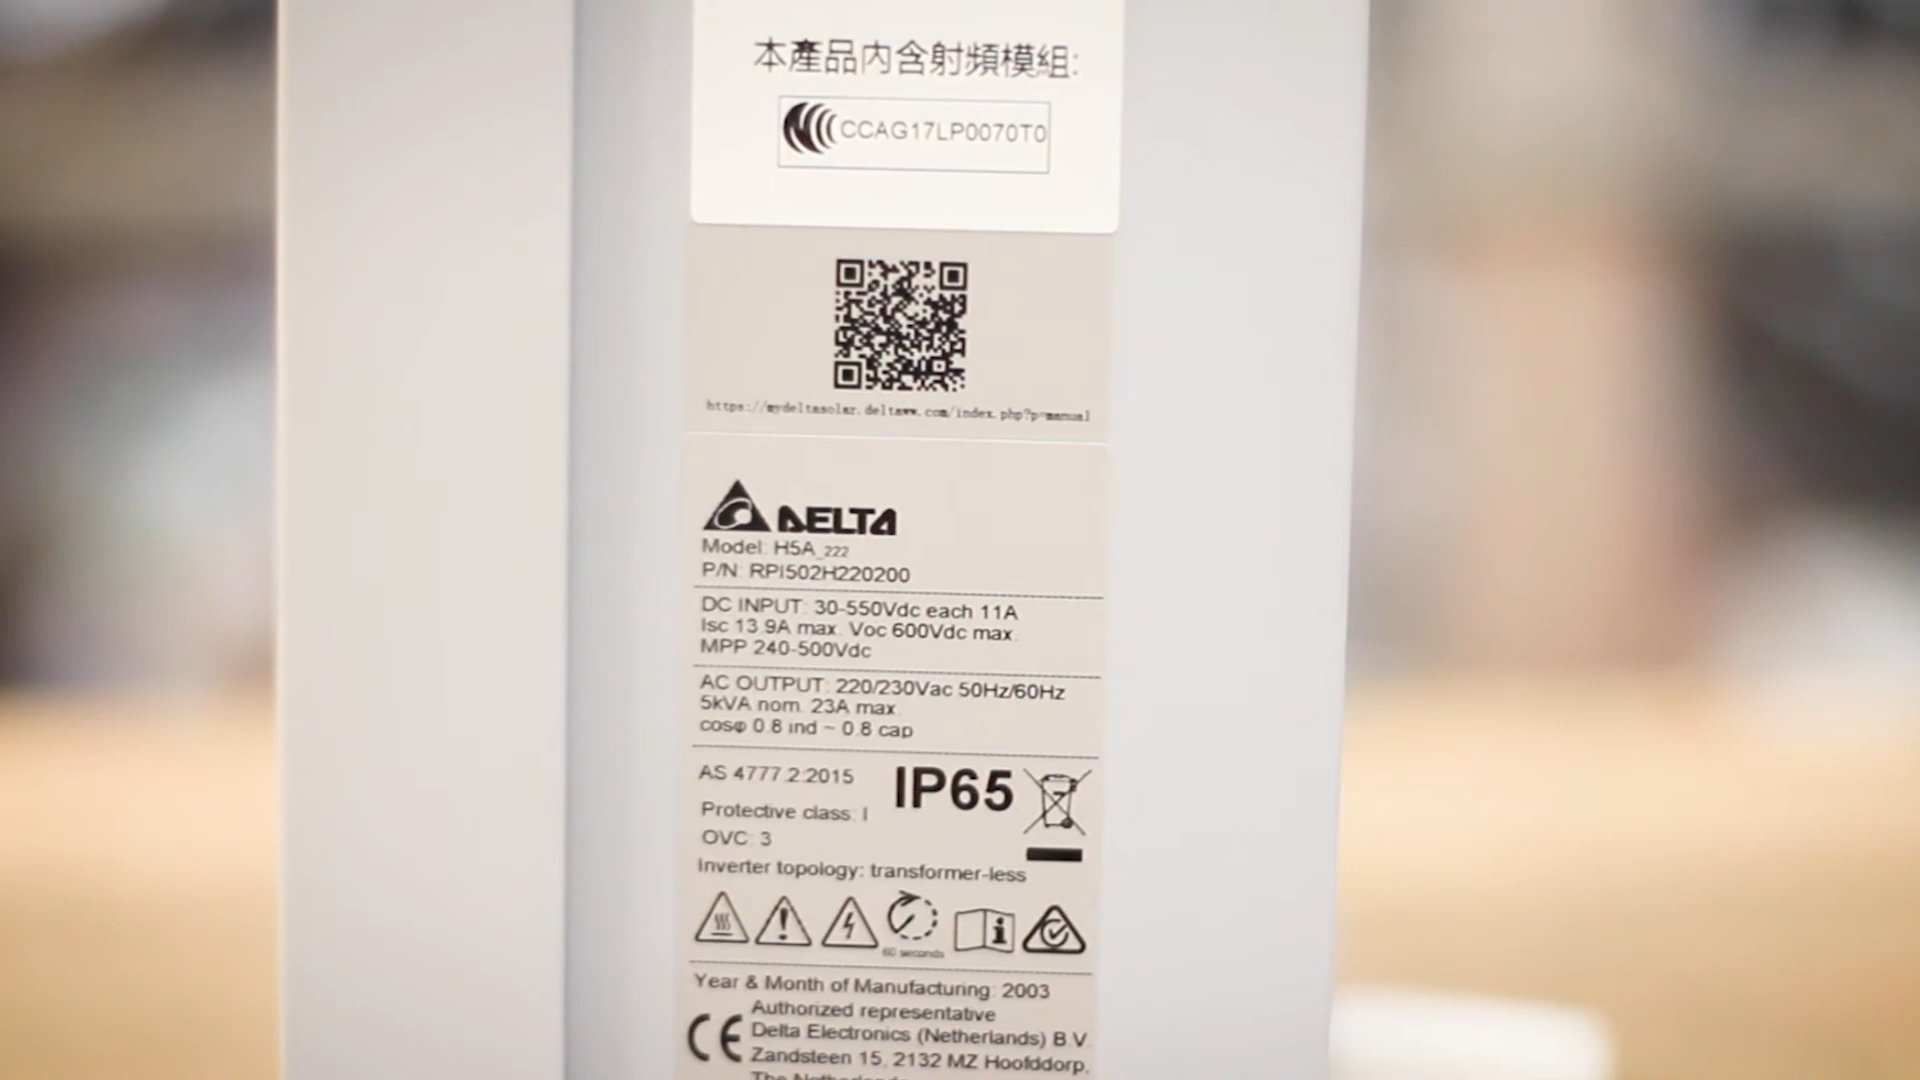 本產品內含射頻模組:
CCAG17LP0070T0
https://mydeltasolar.deltaww.com/index.php?p=manual
DELTA
Model: H5A_222
P/N: RPI502H220200
DC INPUT: 30-550Vdc each 11A
Isc 13.9A max. Voc 600Vdc max.
MPP 240-500Vdc
AC OUTPUT: 220/230Vac 50Hz/60Hz
5kVA nom. 23A max.
cosφ 0.8 ind ~ 0.8 cap
AS 4777.2:2015
IP65
Protective class: I
OVC: 3
Inverter topology: transformer-less
60 seconds
Year & Month of Manufacturing: 2003
Authorized representative
CE Delta Electronics (Netherlands) B.V.
Zandsteen 15, 2132 MZ Hoofddorp,
The Netherlands